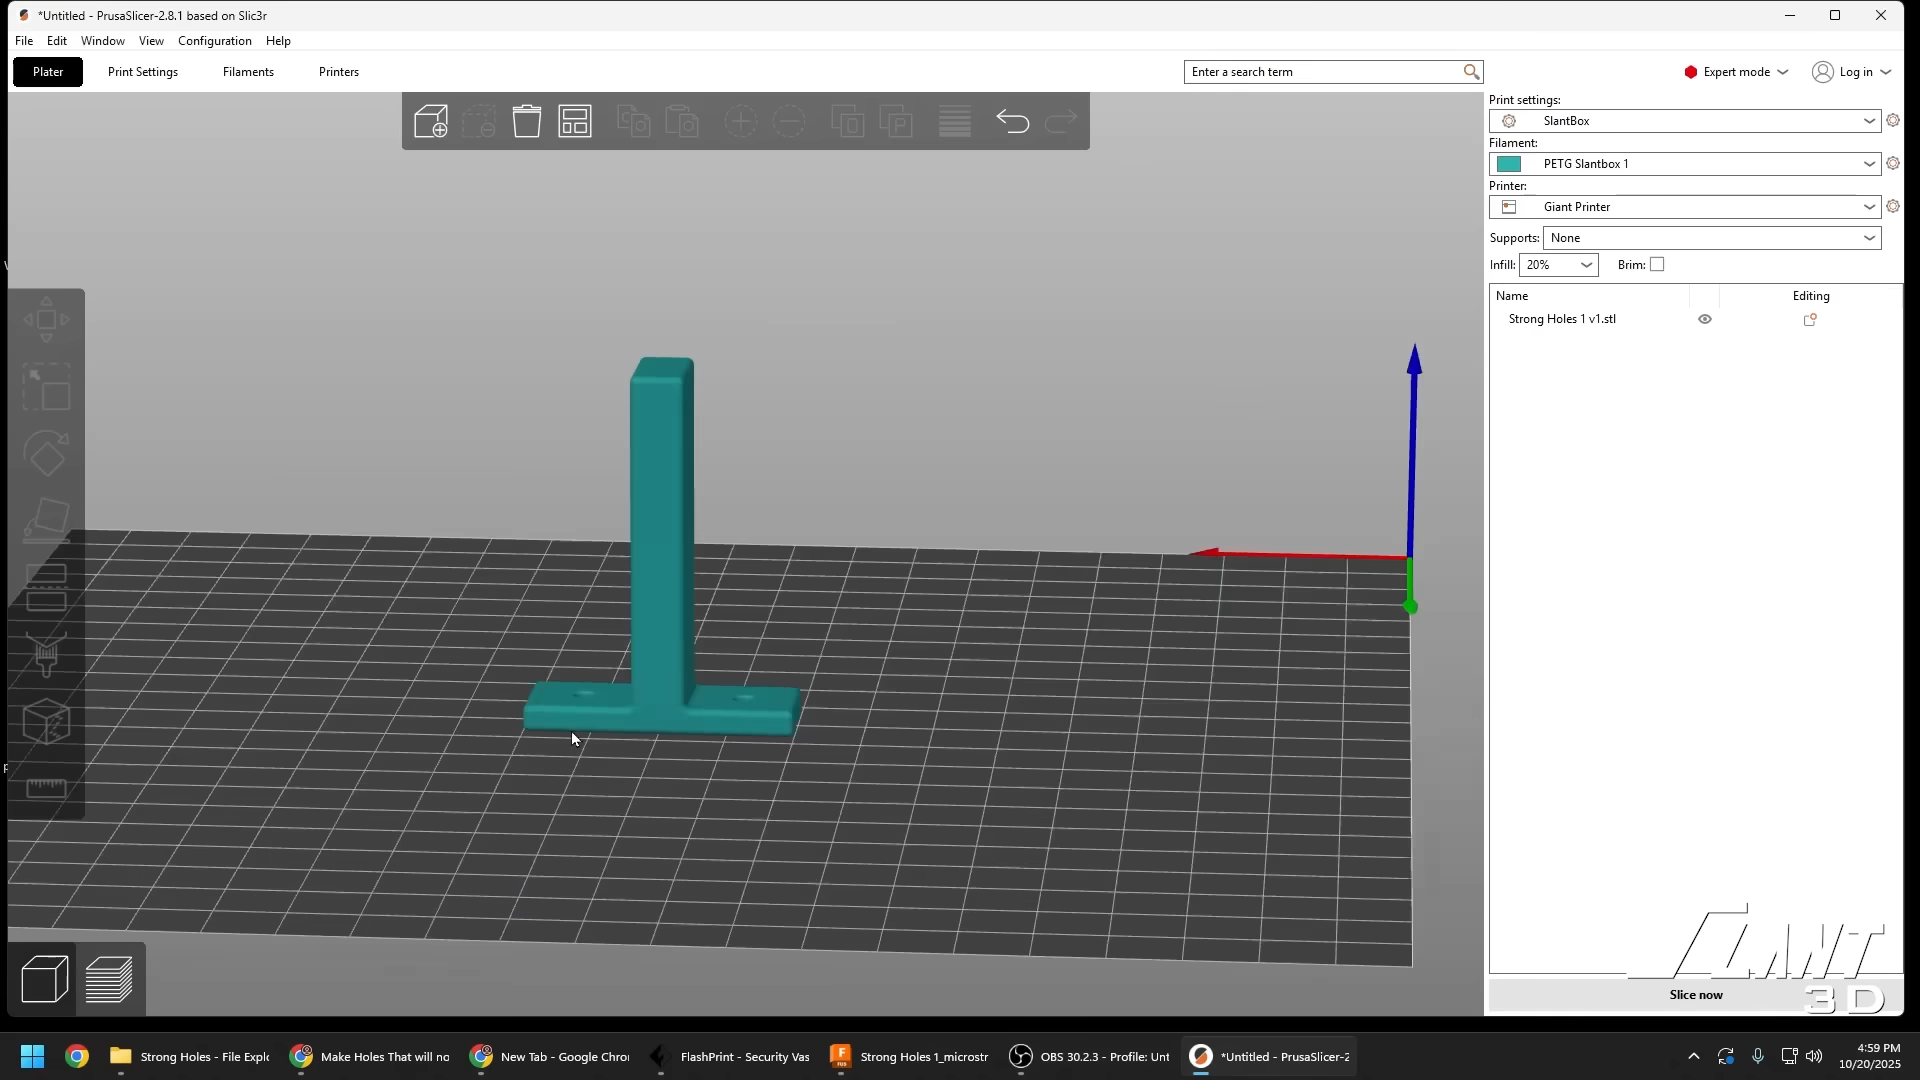 *Untitled - PrusaSlicer-2.8.1 based on Slic3r
File Edit Window View Configuration Help
Plater Print Settings Filaments Printers
Enter a search term
Expert mode
Log in
Print settings:
SlantBox
Filament:
PETG Slantbox 1
Printer:
Giant Printer
Supports: None
Infill: 20% Brim:
Name Editing
Strong Holes 1 v1.stl
P
Slice now
SLANT
3D
Strong Holes - File Explo
Make Holes That will no
New Tab - Google Chro
FlashPrint - Security Vas
Strong Holes 1_microstr
OBS 30.2.3 - Profile: Unt
*Untitled - PrusaSlicer-2
4:59 PM
10/20/2025